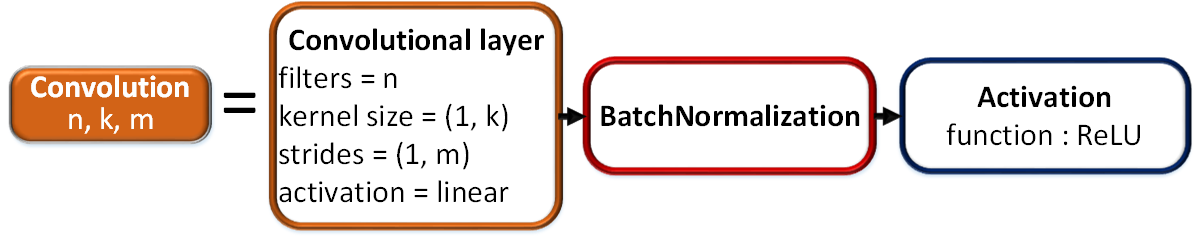 Convolution
n, k, m
=
Convolutional layer
filters = n
kernel size = (1, k)
strides = (1, m)
activation = linear
BatchNormalization
Activation
function : ReLU